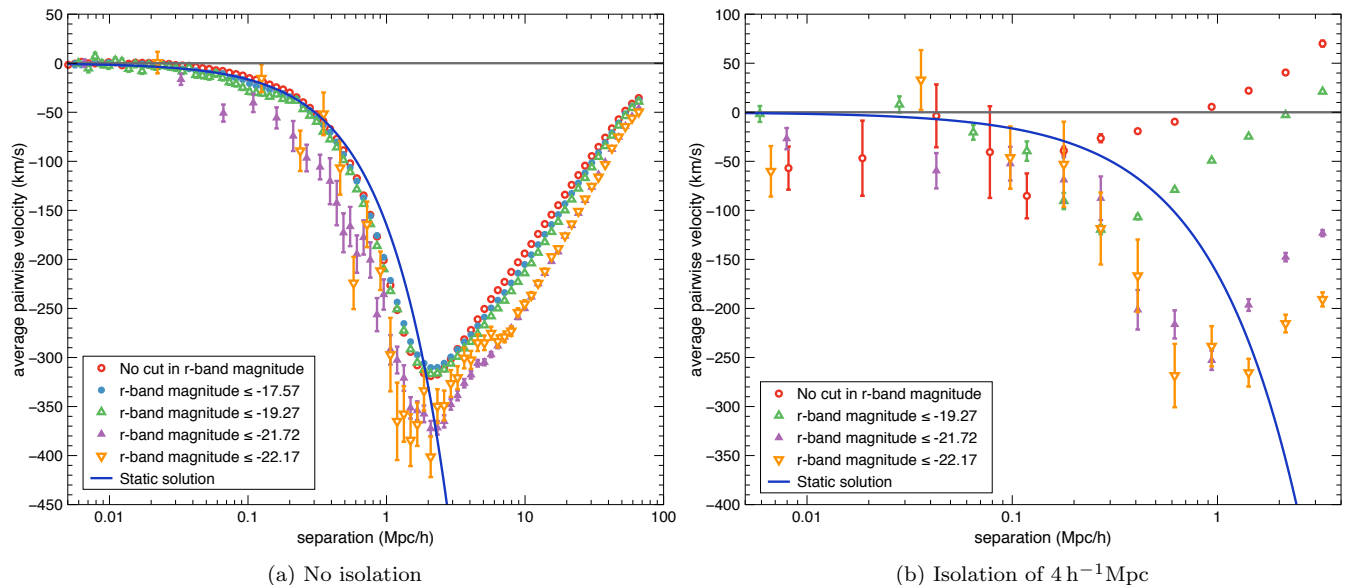 100
50
0
−50
−100
−150
−200
−250
−300
−350
−400
−450
average pairwise velocity (km/s)
No cut in r-band magnitude
r-band magnitude ≤ -17.57
r-band magnitude ≤ -19.27
r-band magnitude ≤ -21.72
r-band magnitude ≤ -22.17
Static solution
0.01 0.1 1 10 100
separation (Mpc/h)
(a) No isolation
100
50
0
−50
−100
−150
−200
−250
−300
−350
−400
average pairwise velocity (km/s)
No cut in r-band magnitude
r-band magnitude ≤ -19.27
r-band magnitude ≤ -21.72
r-band magnitude ≤ -22.17
Static solution
0.01 0.1 1
separation (Mpc/h)
(b) Isolation of 4 h⁻¹Mpc